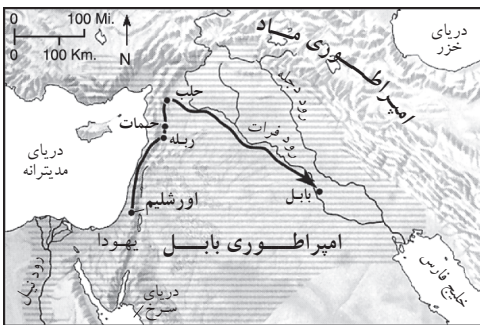 0 100 Mi.
0 100 Km.
N
دریای
خزر
امپراطوری ماد
رود دجله
رود فرات
حلب
حمات
ربله
دریای
مدیترانه
اورشلیم
یهودا
بابل
امپراطوری بابل
رود نیل
دریای
سرخ
خلیج فارس